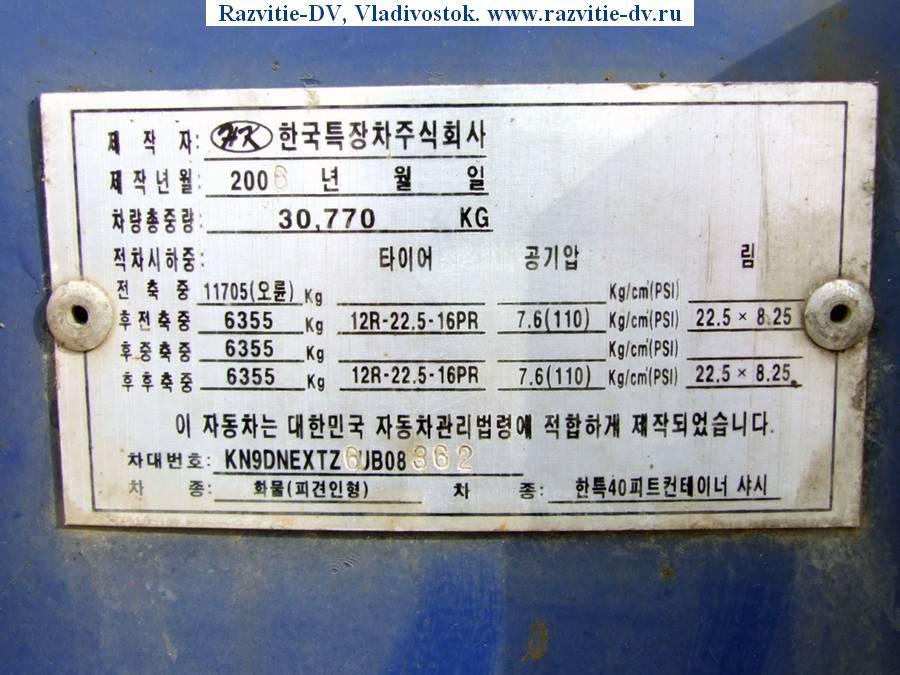 Razvitie-DV, Vladivostok. www.razvitie-dv.ru
제 작 자: HK 한국특장차주식회사
제작년월: 2006 년 월 일
차량총중량: 30,770 KG
적차시하중: 타이어 공기압 림
전 축 중 11705(오륜) Kg Kg/cm²(PSI)
후전축중 6355 Kg 12R-22.5-16PR 7.6(110) Kg/cm²(PSI) 22.5 × 8.25
후중축중 6355 Kg Kg/cm²(PSI)
후후축중 6355 Kg 12R-22.5-16PR 7.6(110) Kg/cm²(PSI) 22.5 × 8.25
이 자동차는 대한민국 자동차관리법령에 적합하게 제작되었습니다.
차대번호: KN9DNEXTZ6JB08362
차 종: 화물(피견인형) 차 종: 한특40피트컨테이너 샤시